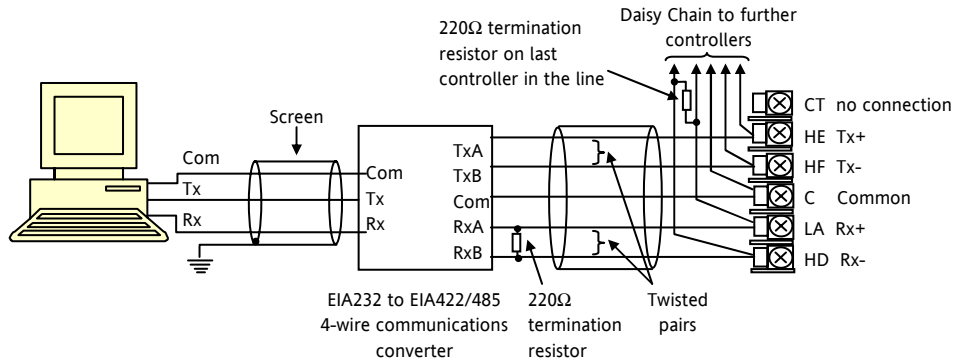 Daisy Chain to further
controllers
220Ω termination
resistor on last
controller in the line
Screen
Com
Tx
Rx
Com
Tx
Rx
TxA
TxB
Com
RxA
RxB
CT no connection
HE Tx+
HF Tx-
C Common
LA Rx+
HD Rx-
EIA232 to EIA422/485
4-wire communications
converter
220Ω
termination
resistor
Twisted
pairs